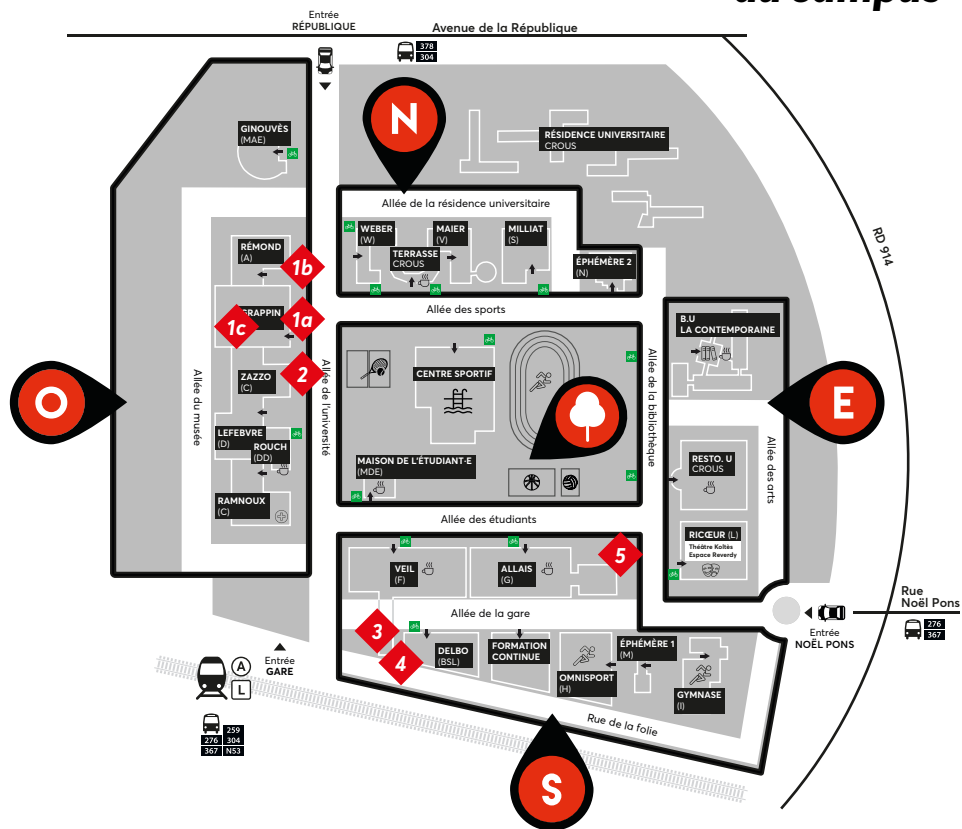 du campus
Entrée
RÉPUBLIQUE
Avenue de la République
378
304
N
GINOUVÈS
(MAE)
RÉSIDENCE UNIVERSITAIRE
CROUS
Allée de la résidence universitaire
RD 914
WEBER
(W)
MAIER
(V)
MILLIAT
(S)
TERRASSE
CROUS
ÉPHÉMÈRE 2
(N)
RÉMOND
(A)
1b
GRAPPIN
1a
1c
Allée des sports
B.U
LA CONTEMPORAINE
ZAZZO
(C)
2
CENTRE SPORTIF
Allée du musée
Allée de l'université
Allée de la bibliothèque
Allée des arts
O
E
LEFEBVRE
(D)
ROUCH
(DD)
MAISON DE L'ÉTUDIANT·E
(MDE)
RESTO. U
CROUS
RAMNOUX
(C)
Allée des étudiants
RICŒUR (L)
Théâtre Koltès
Espace Reverdy
VEIL
(F)
ALLAIS
(G)
5
Allée de la gare
Rue
Noël Pons
276
367
Entrée
NOËL PONS
3
4
DELBO
(BSL)
FORMATION
CONTINUE
ÉPHÉMÈRE 1
(M)
OMNISPORT
(H)
GYMNASE
(I)
Entrée
GARE
A
L
Rue de la folie
259
276 304
367 N53
S